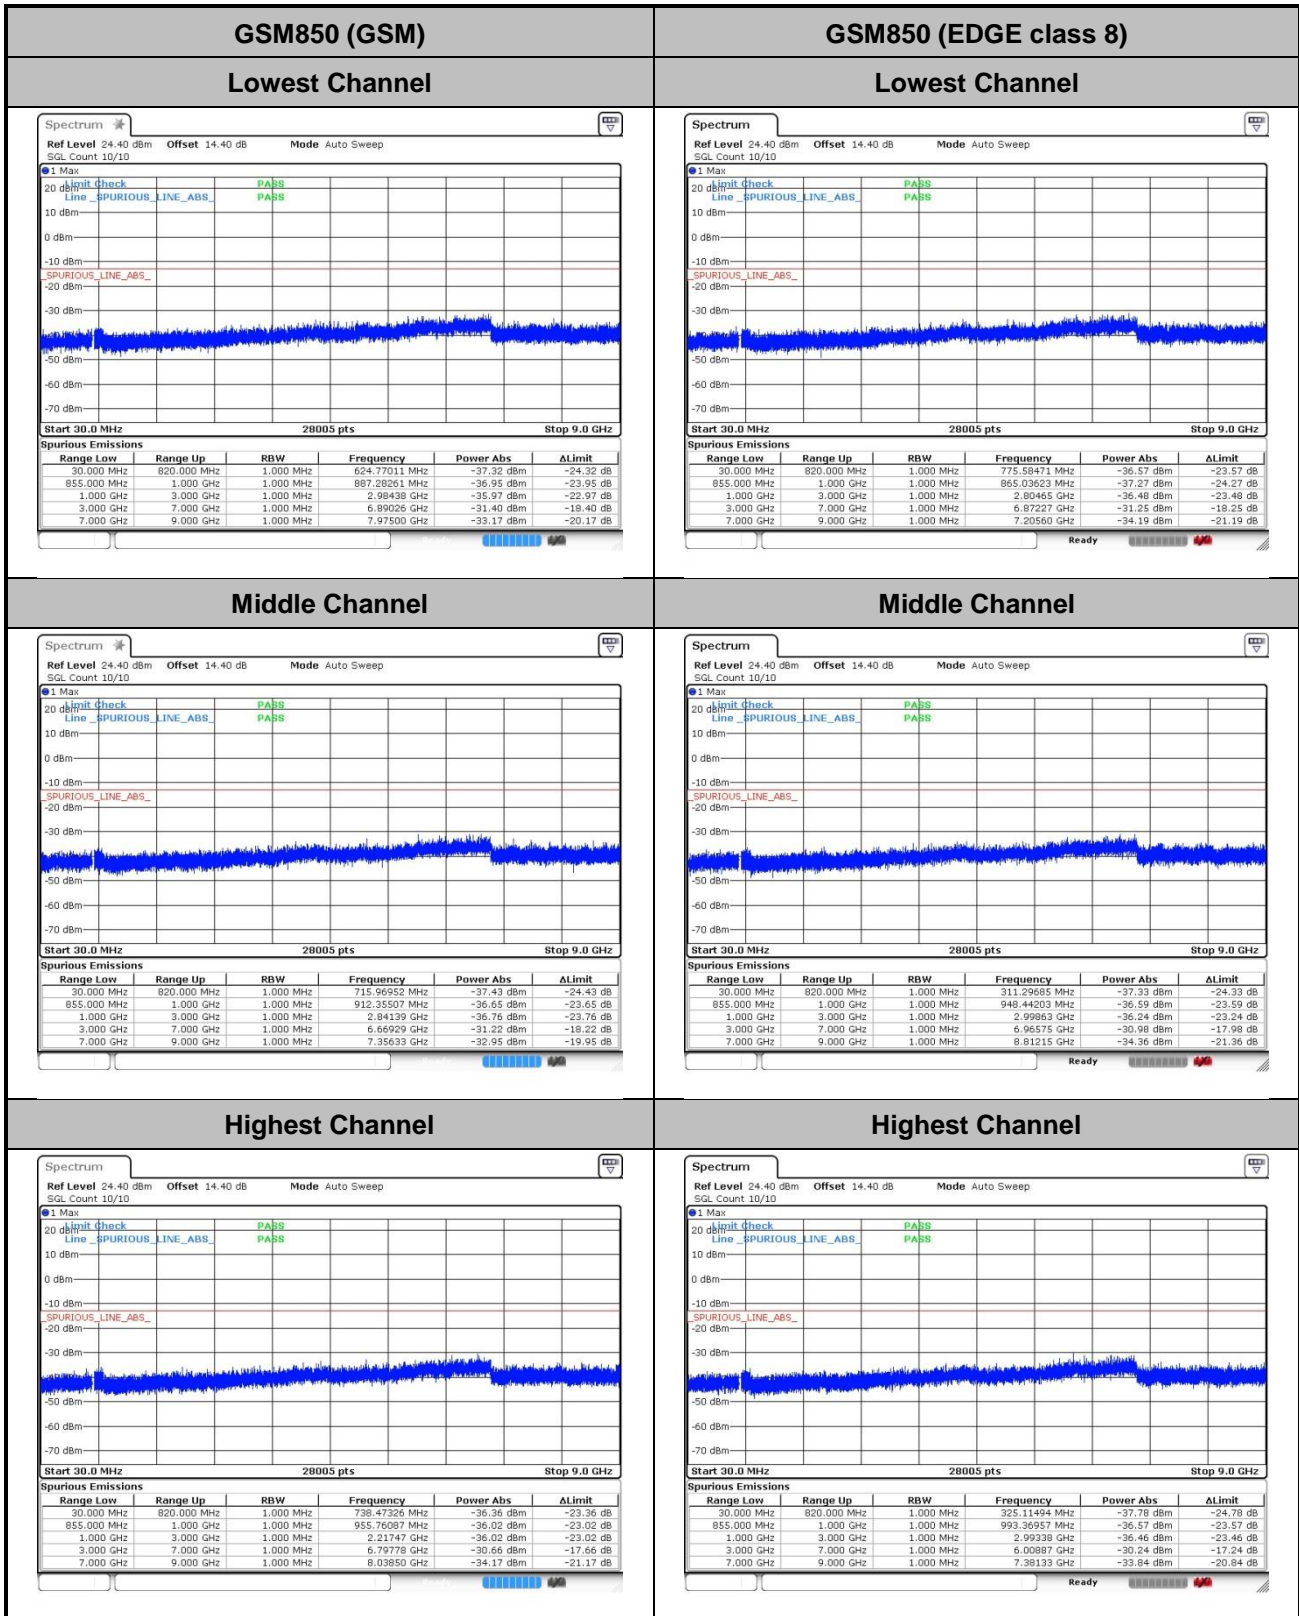 GSM850 (GSM)
GSM850 (EDGE class 8)
Lowest Channel
Lowest Channel
Spectrum
Ref Level 24.40 dBm Offset 14.40 dB Mode Auto Sweep
SGL Count 10/10
1 Max
Limit Check PASS
Line _SPURIOUS_LINE_ABS_ PASS
20 dBm
10 dBm
0 dBm
-10 dBm
_SPURIOUS_LINE_ABS_
-20 dBm
-30 dBm
-50 dBm
-60 dBm
-70 dBm
Start 30.0 MHz 28005 pts Stop 9.0 GHz
Spurious Emissions
Range Low Range Up RBW Frequency Power Abs ΔLimit
30.000 MHz 820.000 MHz 1.000 MHz 624.77011 MHz -37.32 dBm -24.32 dB
855.000 MHz 1.000 GHz 1.000 MHz 887.28261 MHz -36.95 dBm -23.95 dB
1.000 GHz 3.000 GHz 1.000 MHz 2.98438 GHz -35.97 dBm -22.97 dB
3.000 GHz 7.000 GHz 1.000 MHz 6.89026 GHz -31.40 dBm -18.40 dB
7.000 GHz 9.000 GHz 1.000 MHz 7.97500 GHz -33.17 dBm -20.17 dB
Spectrum
Ref Level 24.40 dBm Offset 14.40 dB Mode Auto Sweep
SGL Count 10/10
1 Max
Limit Check PASS
Line _SPURIOUS_LINE_ABS_ PASS
20 dBm
10 dBm
0 dBm
-10 dBm
_SPURIOUS_LINE_ABS_
-20 dBm
-30 dBm
-50 dBm
-60 dBm
-70 dBm
Start 30.0 MHz 28005 pts Stop 9.0 GHz
Spurious Emissions
Range Low Range Up RBW Frequency Power Abs ΔLimit
30.000 MHz 820.000 MHz 1.000 MHz 775.58471 MHz -36.57 dBm -23.57 dB
855.000 MHz 1.000 GHz 1.000 MHz 865.03623 MHz -37.27 dBm -24.27 dB
1.000 GHz 3.000 GHz 1.000 MHz 2.80465 GHz -36.48 dBm -23.48 dB
3.000 GHz 7.000 GHz 1.000 MHz 6.87227 GHz -31.25 dBm -18.25 dB
7.000 GHz 9.000 GHz 1.000 MHz 7.20560 GHz -34.19 dBm -21.19 dB
Ready
Middle Channel
Middle Channel
Spectrum
Ref Level 24.40 dBm Offset 14.40 dB Mode Auto Sweep
SGL Count 10/10
1 Max
Limit Check PASS
Line _SPURIOUS_LINE_ABS_ PASS
20 dBm
10 dBm
0 dBm
-10 dBm
_SPURIOUS_LINE_ABS_
-20 dBm
-30 dBm
-50 dBm
-60 dBm
-70 dBm
Start 30.0 MHz 28005 pts Stop 9.0 GHz
Spurious Emissions
Range Low Range Up RBW Frequency Power Abs ΔLimit
30.000 MHz 820.000 MHz 1.000 MHz 715.96952 MHz -37.43 dBm -24.43 dB
855.000 MHz 1.000 GHz 1.000 MHz 912.35507 MHz -36.65 dBm -23.65 dB
1.000 GHz 3.000 GHz 1.000 MHz 2.84139 GHz -36.76 dBm -23.76 dB
3.000 GHz 7.000 GHz 1.000 MHz 6.66929 GHz -31.22 dBm -18.22 dB
7.000 GHz 9.000 GHz 1.000 MHz 7.35633 GHz -32.95 dBm -19.95 dB
Spectrum
Ref Level 24.40 dBm Offset 14.40 dB Mode Auto Sweep
SGL Count 10/10
1 Max
Limit Check PASS
Line _SPURIOUS_LINE_ABS_ PASS
20 dBm
10 dBm
0 dBm
-10 dBm
_SPURIOUS_LINE_ABS_
-20 dBm
-30 dBm
-50 dBm
-60 dBm
-70 dBm
Start 30.0 MHz 28005 pts Stop 9.0 GHz
Spurious Emissions
Range Low Range Up RBW Frequency Power Abs ΔLimit
30.000 MHz 820.000 MHz 1.000 MHz 311.29685 MHz -37.33 dBm -24.33 dB
855.000 MHz 1.000 GHz 1.000 MHz 948.44203 MHz -36.59 dBm -23.59 dB
1.000 GHz 3.000 GHz 1.000 MHz 2.99863 GHz -36.24 dBm -23.24 dB
3.000 GHz 7.000 GHz 1.000 MHz 6.96575 GHz -30.98 dBm -17.98 dB
7.000 GHz 9.000 GHz 1.000 MHz 8.81215 GHz -34.36 dBm -21.36 dB
Ready
Highest Channel
Highest Channel
Spectrum
Ref Level 24.40 dBm Offset 14.40 dB Mode Auto Sweep
SGL Count 10/10
1 Max
Limit Check PASS
Line _SPURIOUS_LINE_ABS_ PASS
20 dBm
10 dBm
0 dBm
-10 dBm
_SPURIOUS_LINE_ABS_
-20 dBm
-30 dBm
-50 dBm
-60 dBm
-70 dBm
Start 30.0 MHz 28005 pts Stop 9.0 GHz
Spurious Emissions
Range Low Range Up RBW Frequency Power Abs ΔLimit
30.000 MHz 820.000 MHz 1.000 MHz 738.47326 MHz -36.36 dBm -23.36 dB
855.000 MHz 1.000 GHz 1.000 MHz 955.76087 MHz -36.02 dBm -23.02 dB
1.000 GHz 3.000 GHz 1.000 MHz 2.21747 GHz -36.02 dBm -23.02 dB
3.000 GHz 7.000 GHz 1.000 MHz 6.79778 GHz -30.66 dBm -17.66 dB
7.000 GHz 9.000 GHz 1.000 MHz 8.03850 GHz -34.17 dBm -21.17 dB
Spectrum
Ref Level 24.40 dBm Offset 14.40 dB Mode Auto Sweep
SGL Count 10/10
1 Max
Limit Check PASS
Line _SPURIOUS_LINE_ABS_ PASS
20 dBm
10 dBm
0 dBm
-10 dBm
_SPURIOUS_LINE_ABS_
-20 dBm
-30 dBm
-50 dBm
-60 dBm
-70 dBm
Start 30.0 MHz 28005 pts Stop 9.0 GHz
Spurious Emissions
Range Low Range Up RBW Frequency Power Abs ΔLimit
30.000 MHz 820.000 MHz 1.000 MHz 325.11494 MHz -37.78 dBm -24.78 dB
855.000 MHz 1.000 GHz 1.000 MHz 993.36957 MHz -36.57 dBm -23.57 dB
1.000 GHz 3.000 GHz 1.000 MHz 2.99338 GHz -36.46 dBm -23.46 dB
3.000 GHz 7.000 GHz 1.000 MHz 6.00887 GHz -30.24 dBm -17.24 dB
7.000 GHz 9.000 GHz 1.000 MHz 7.38133 GHz -33.84 dBm -20.84 dB
Ready